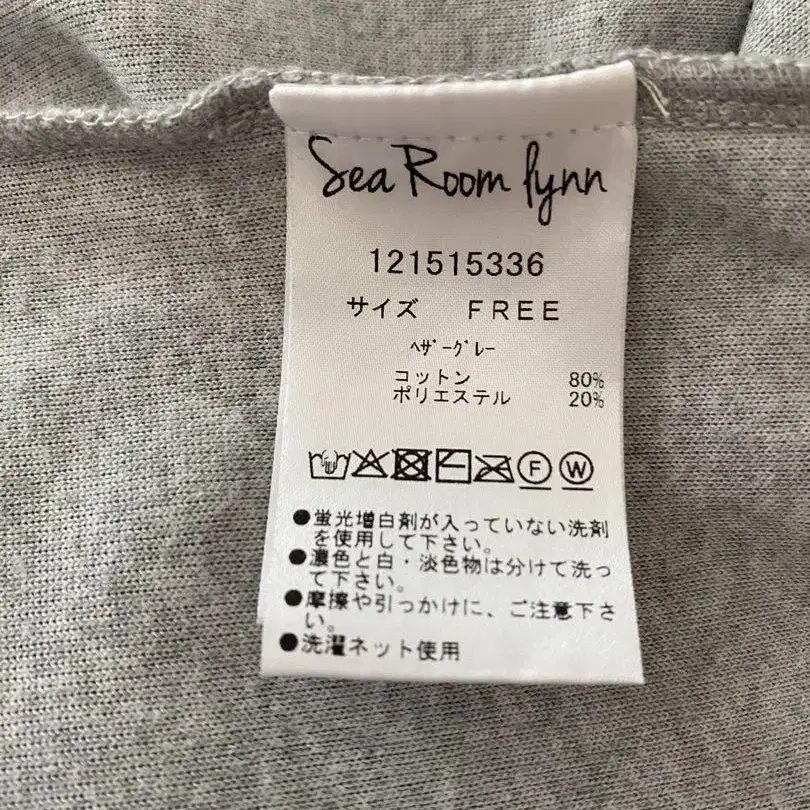 Sea Room lynn
121515336
サイズ FREE
ﾍｻﾞｰｸﾞﾚｰ
コットン 80%
ポリエステル 20%
F W
●蛍光増白剤が入っていない洗剤
を使用して下さい。
●濃色と白・淡色物は分けて洗っ
て下さい。
●摩擦や引っかけに、ご注意下さ
い。
●洗濯ネット使用